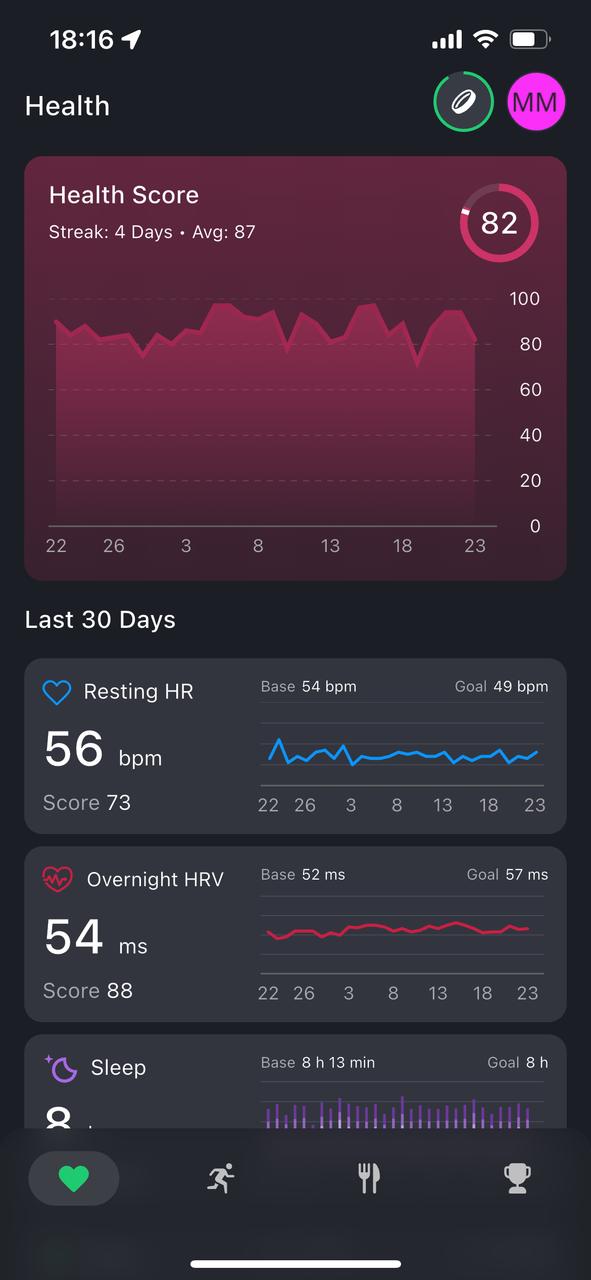 18:16
Health
MM
Health Score
Streak: 4 Days • Avg: 87
82
100
80
60
40
20
0
22 26 3 8 13 18 23
Last 30 Days
Resting HR
Base 54 bpm Goal 49 bpm
56 bpm
Score 73
22 26 3 8 13 18 23
Overnight HRV
Base 52 ms Goal 57 ms
54 ms
Score 88
22 26 3 8 13 18 23
Sleep
Base 8 h 13 min Goal 8 h
8